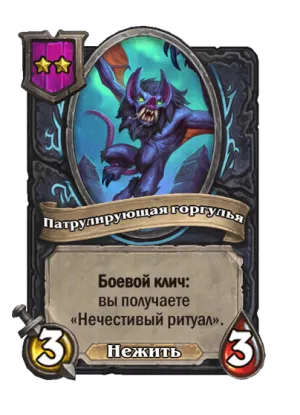 Патрулирующая горгулья
Боевой клич:
вы получаете
«Нечестивый ритуал».
3
Нежить
3